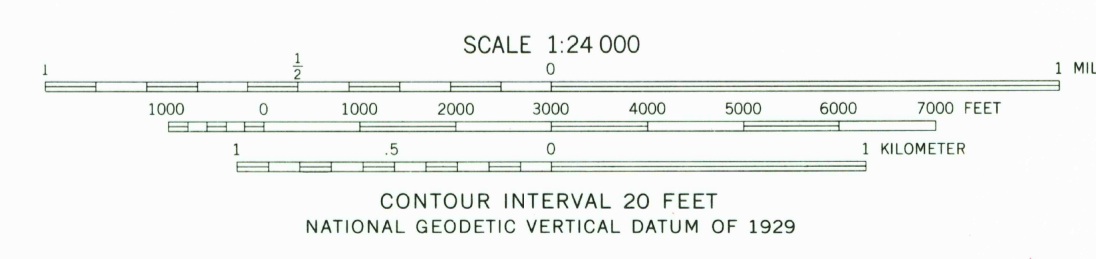 SCALE 1:24 000
1 1/2 0 1 MIL
1000 0 1000 2000 3000 4000 5000 6000 7000 FEET
1 .5 0 1 KILOMETER
CONTOUR INTERVAL 20 FEET
NATIONAL GEODETIC VERTICAL DATUM OF 1929